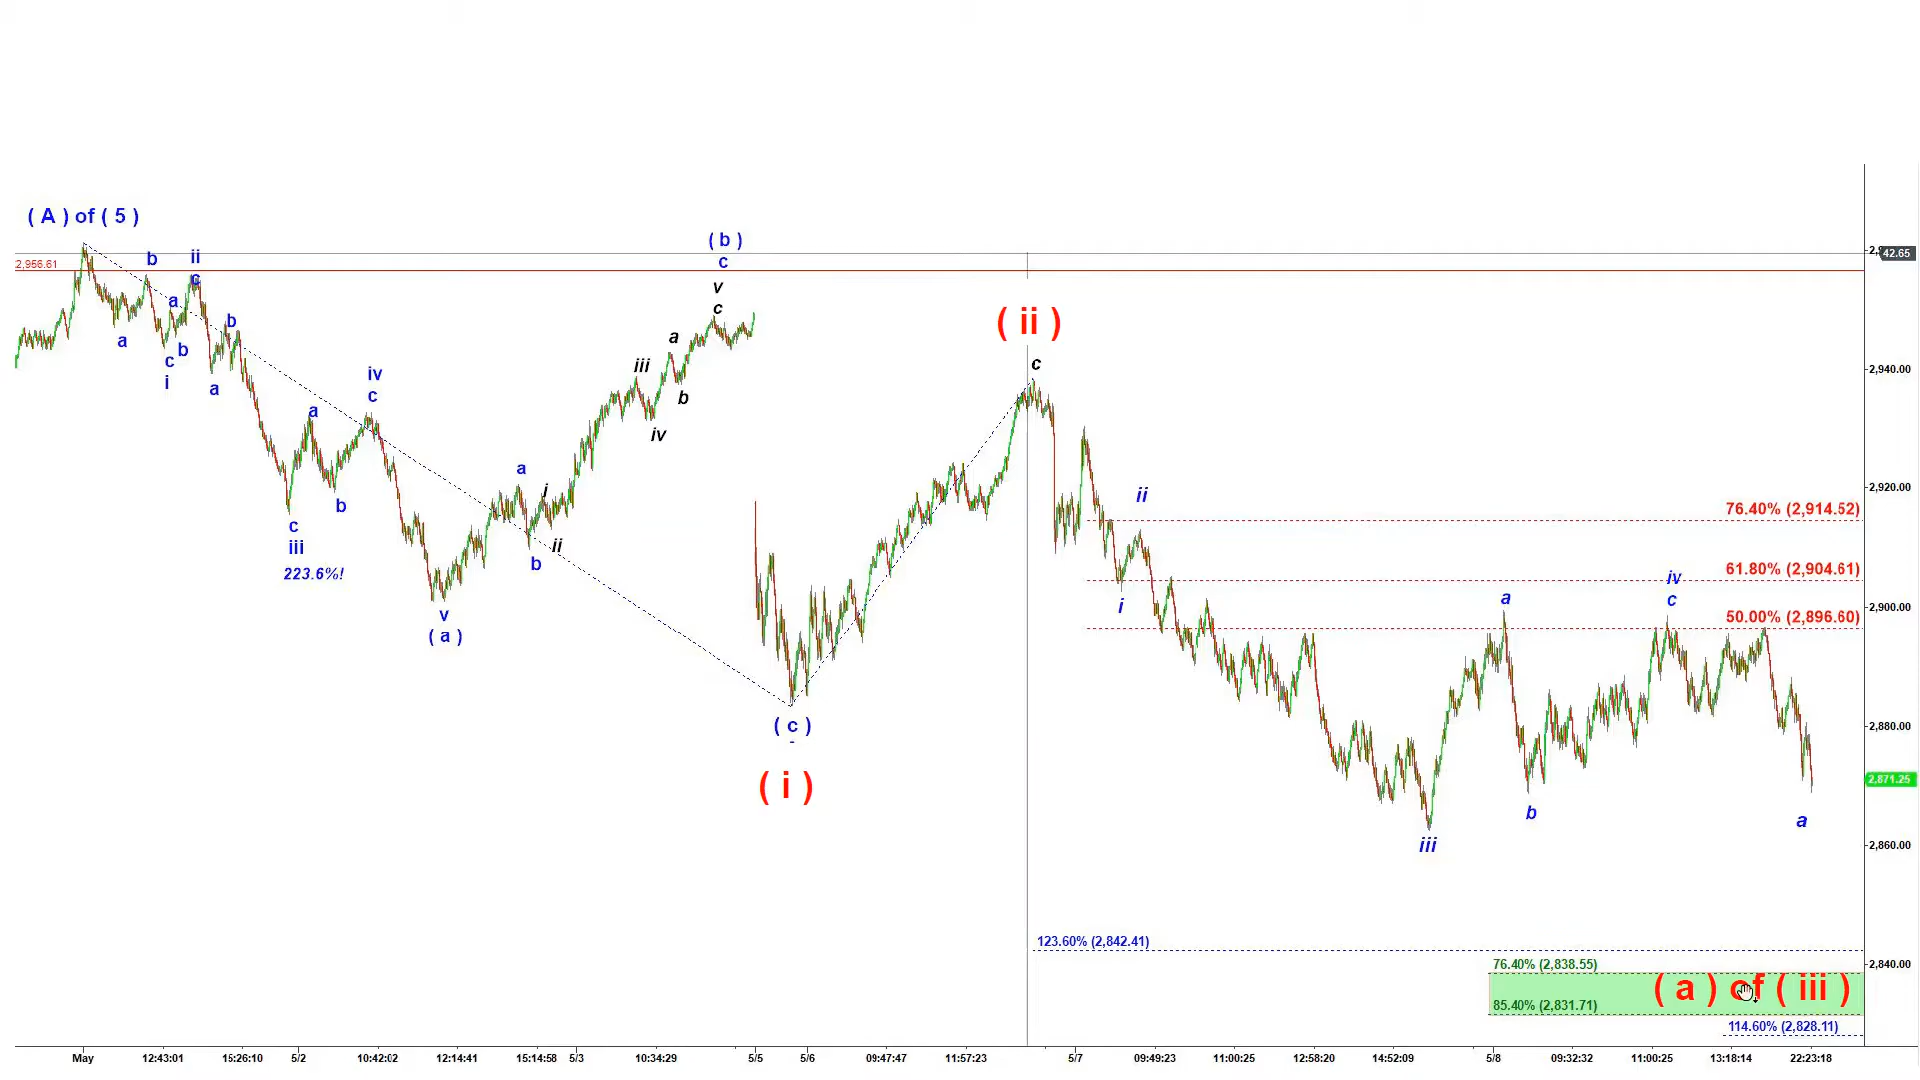 ( A ) of ( 5 )
( b )
c
b
ii
c
2,956.61
2,9
42.65
v
c
a
b
( ii )
a
iii
a
c
2,940.00
c
b
i
a
iv
c
b
a
iv
a
i
2,920.00
ii
b
76.40% (2,914.52)
c
iii
223.6%!
ii
b
61.80% (2,904.61)
iv
c
a
i
2,900.00
v
( a )
50.00% (2,896.60)
( c )
-
2,880.00
( i )
2,871.25
b
a
iii
2,860.00
123.60% (2,842.41)
76.40% (2,838.55)
2,840.00
( a ) of ( iii )
85.40% (2,831.71)
114.60% (2,828.11)
May 12:43:01 15:26:10 5/2 10:42:02 12:14:41 15:14:58 5/3 10:34:29 5/5 5/6 09:47:47 11:57:23 5/7 09:49:23 11:00:25 12:58:20 14:52:09 5/8 09:32:32 11:00:25 13:18:14 22:23:18